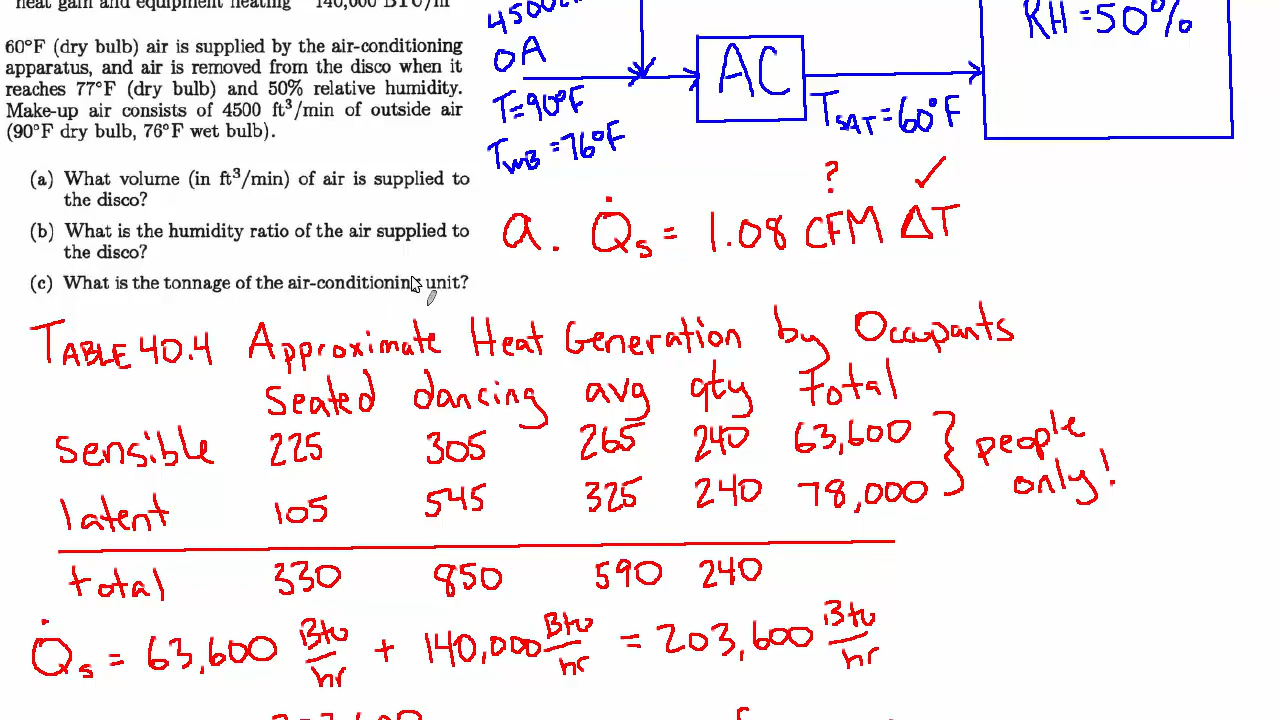 heat gain and equipment heating 140,000 BTU/hr
60°F (dry bulb) air is supplied by the air-conditioning
apparatus, and air is removed from the disco when it
reaches 77°F (dry bulb) and 50% relative humidity.
Make-up air consists of 4500 ft³/min of outside air
(90°F dry bulb, 76°F wet bulb).
(a) What volume (in ft³/min) of air is supplied to
the disco?
(b) What is the humidity ratio of the air supplied to
the disco?
(c) What is the tonnage of the air-conditioning unit?
OA
T=90°F
TWB=76°F
AC
TSAT=60°F
RH=50%
? ✓
a. Q̇s = 1.08 CFM ΔT
TABLE 40.4 Approximate Heat Generation by Occupants
Seated dancing avg qty Total
Sensible 225 305 265 240 63,600
latent 105 545 325 240 78,000
} people only!
total 330 850 590 240
Q̇s = 63,600 Btu/hr + 140,000 Btu/hr = 203,600 Btu/hr